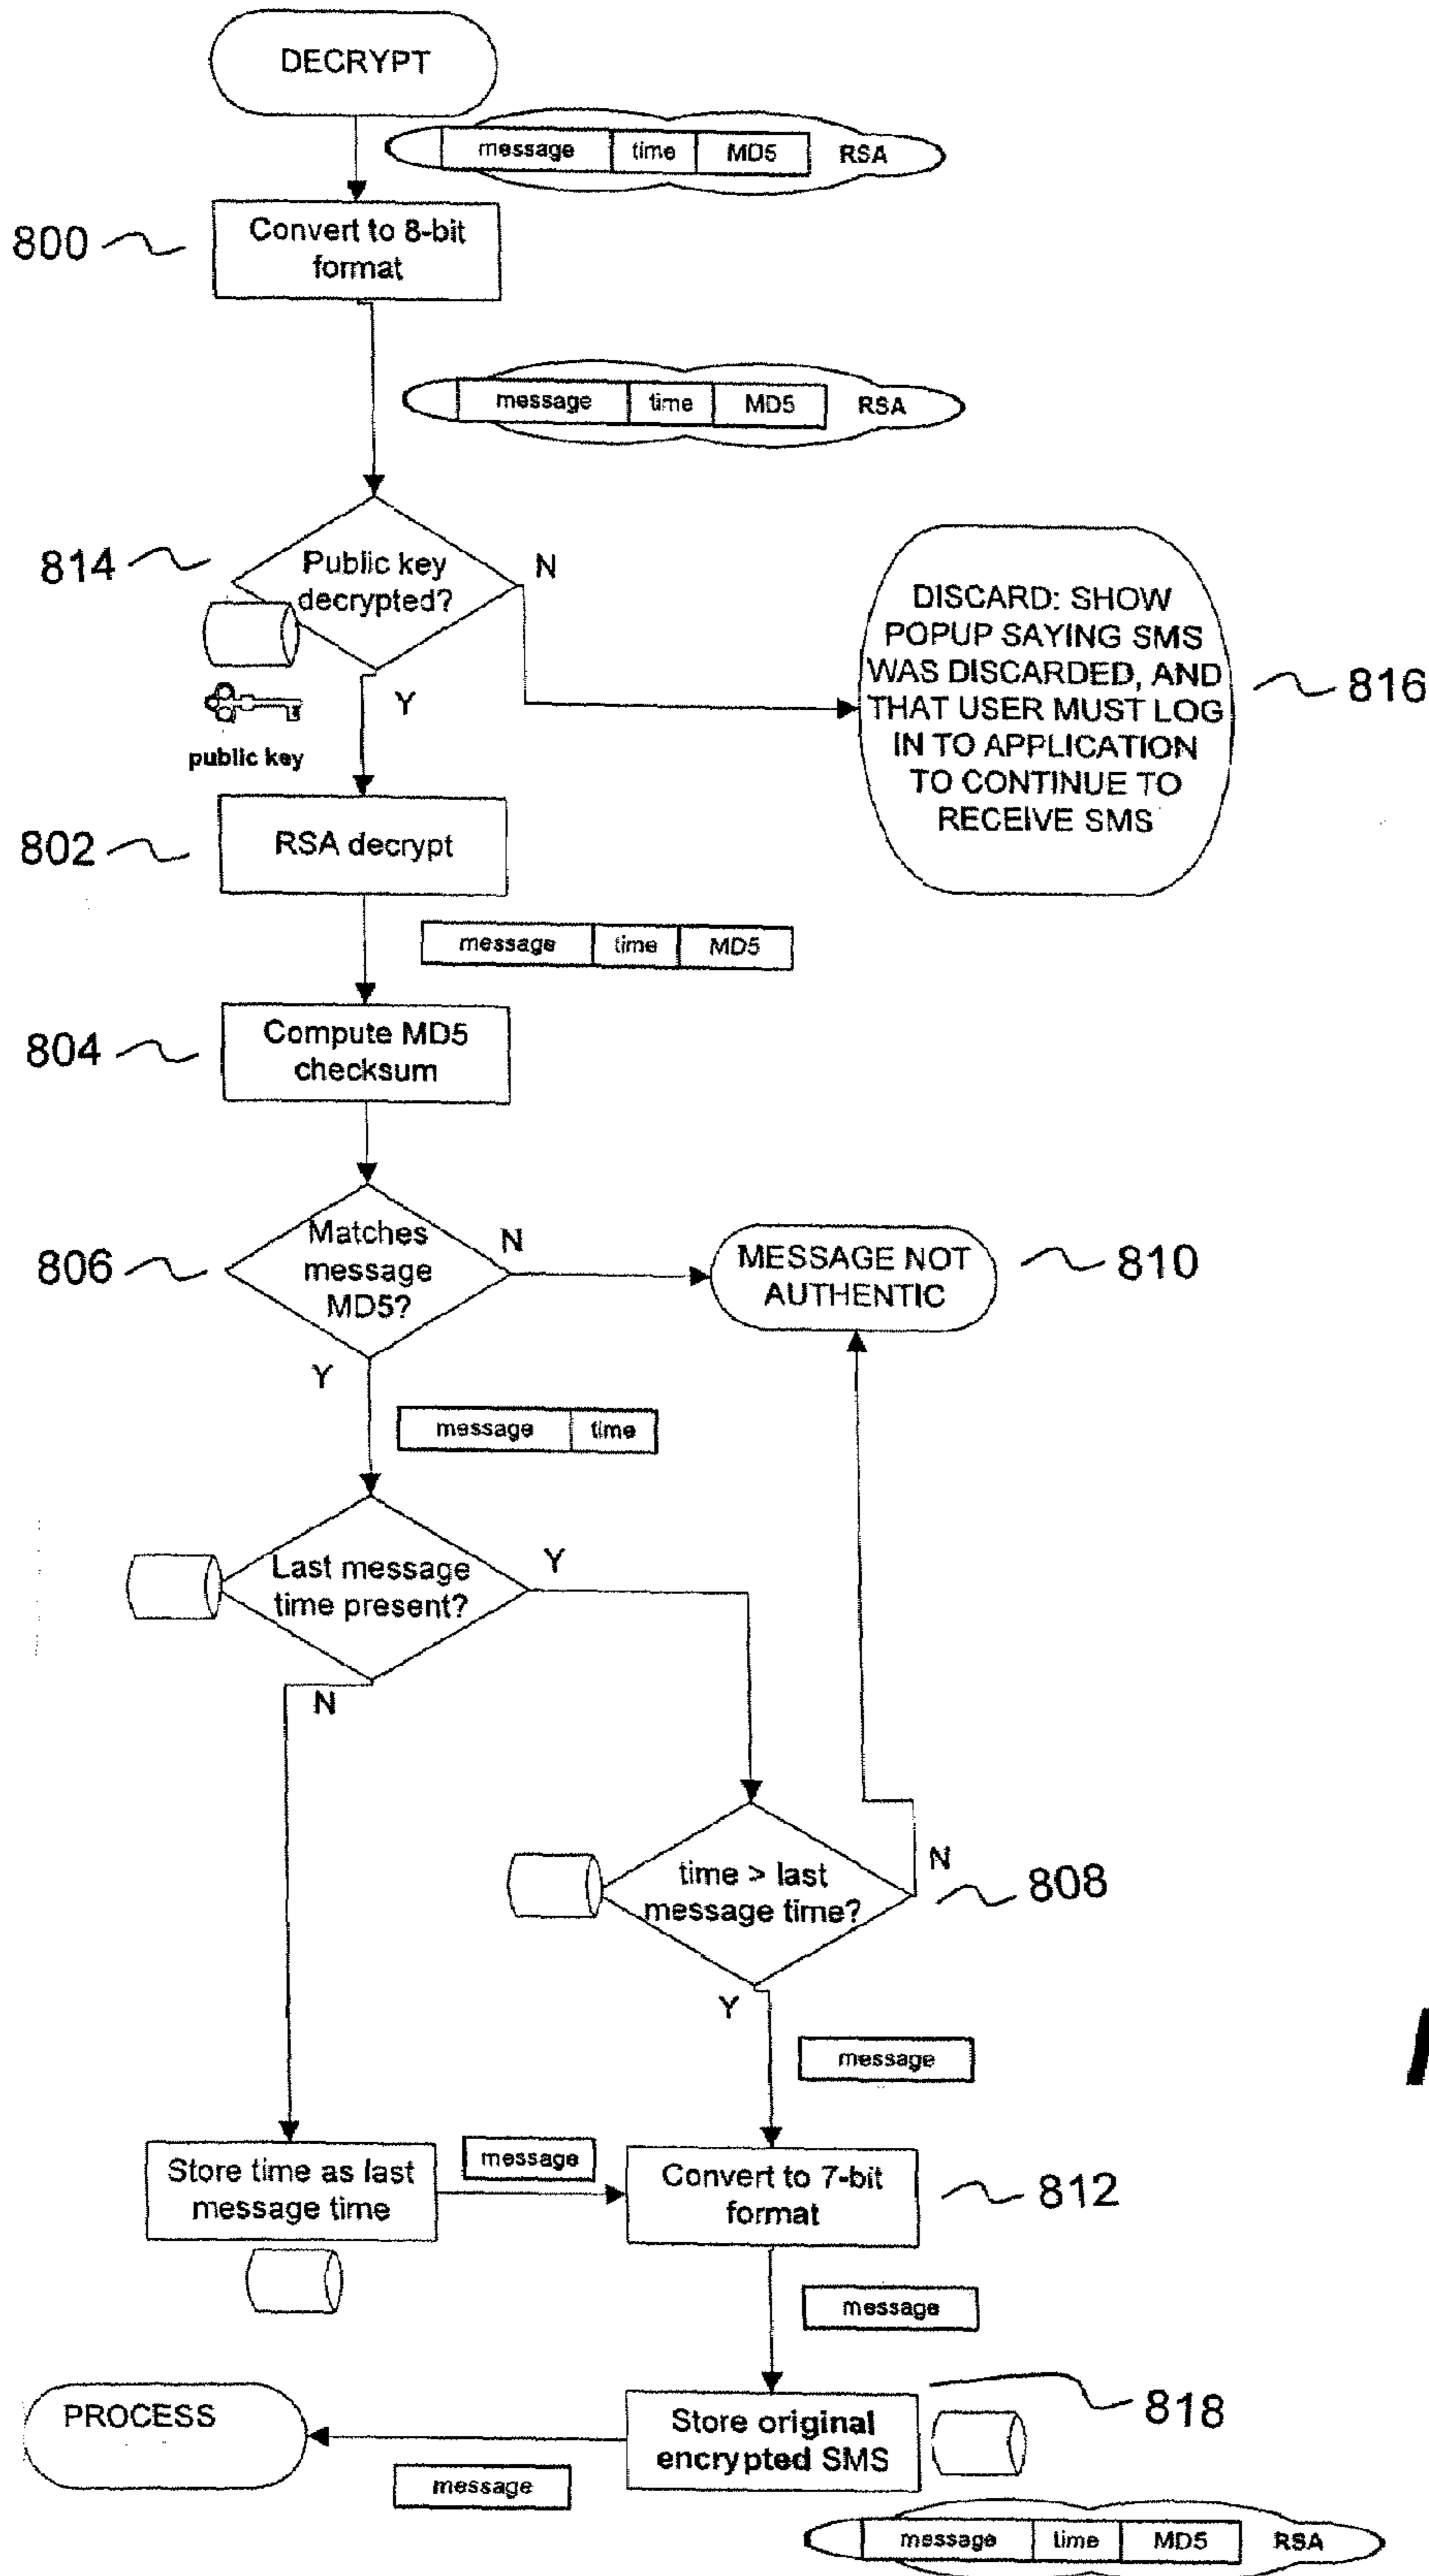 DECRYPT
message time MD5 RSA
800
Convert to 8-bit
format
message time MD5 RSA
814
Public key
decrypted?
N
Y
public key
DISCARD: SHOW
POPUP SAYING SMS
WAS DISCARDED, AND
THAT USER MUST LOG
IN TO APPLICATION
TO CONTINUE TO
RECEIVE SMS
816
802
RSA decrypt
message time MD5
804
Compute MD5
checksum
806
Matches
message
MD5?
N
MESSAGE NOT
AUTHENTIC
810
Y
message time
Last message
time present?
Y
N
time > last
message time?
N
808
Y
message
Store time as last
message time
message
Convert to 7-bit
format
812
message
PROCESS
message
Store original
encrypted SMS
818
message time MD5 RSA